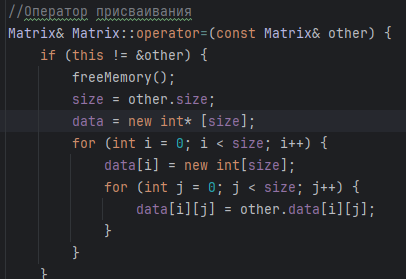 //Оператор присваивания
Matrix& Matrix::operator=(const Matrix& other) {
    if (this != &other) {
        freeMemory();
        size = other.size;
        data = new int* [size];
        for (int i = 0; i < size; i++) {
            data[i] = new int[size];
            for (int j = 0; j < size; j++) {
                data[i][j] = other.data[i][j];
            }
        }
    }